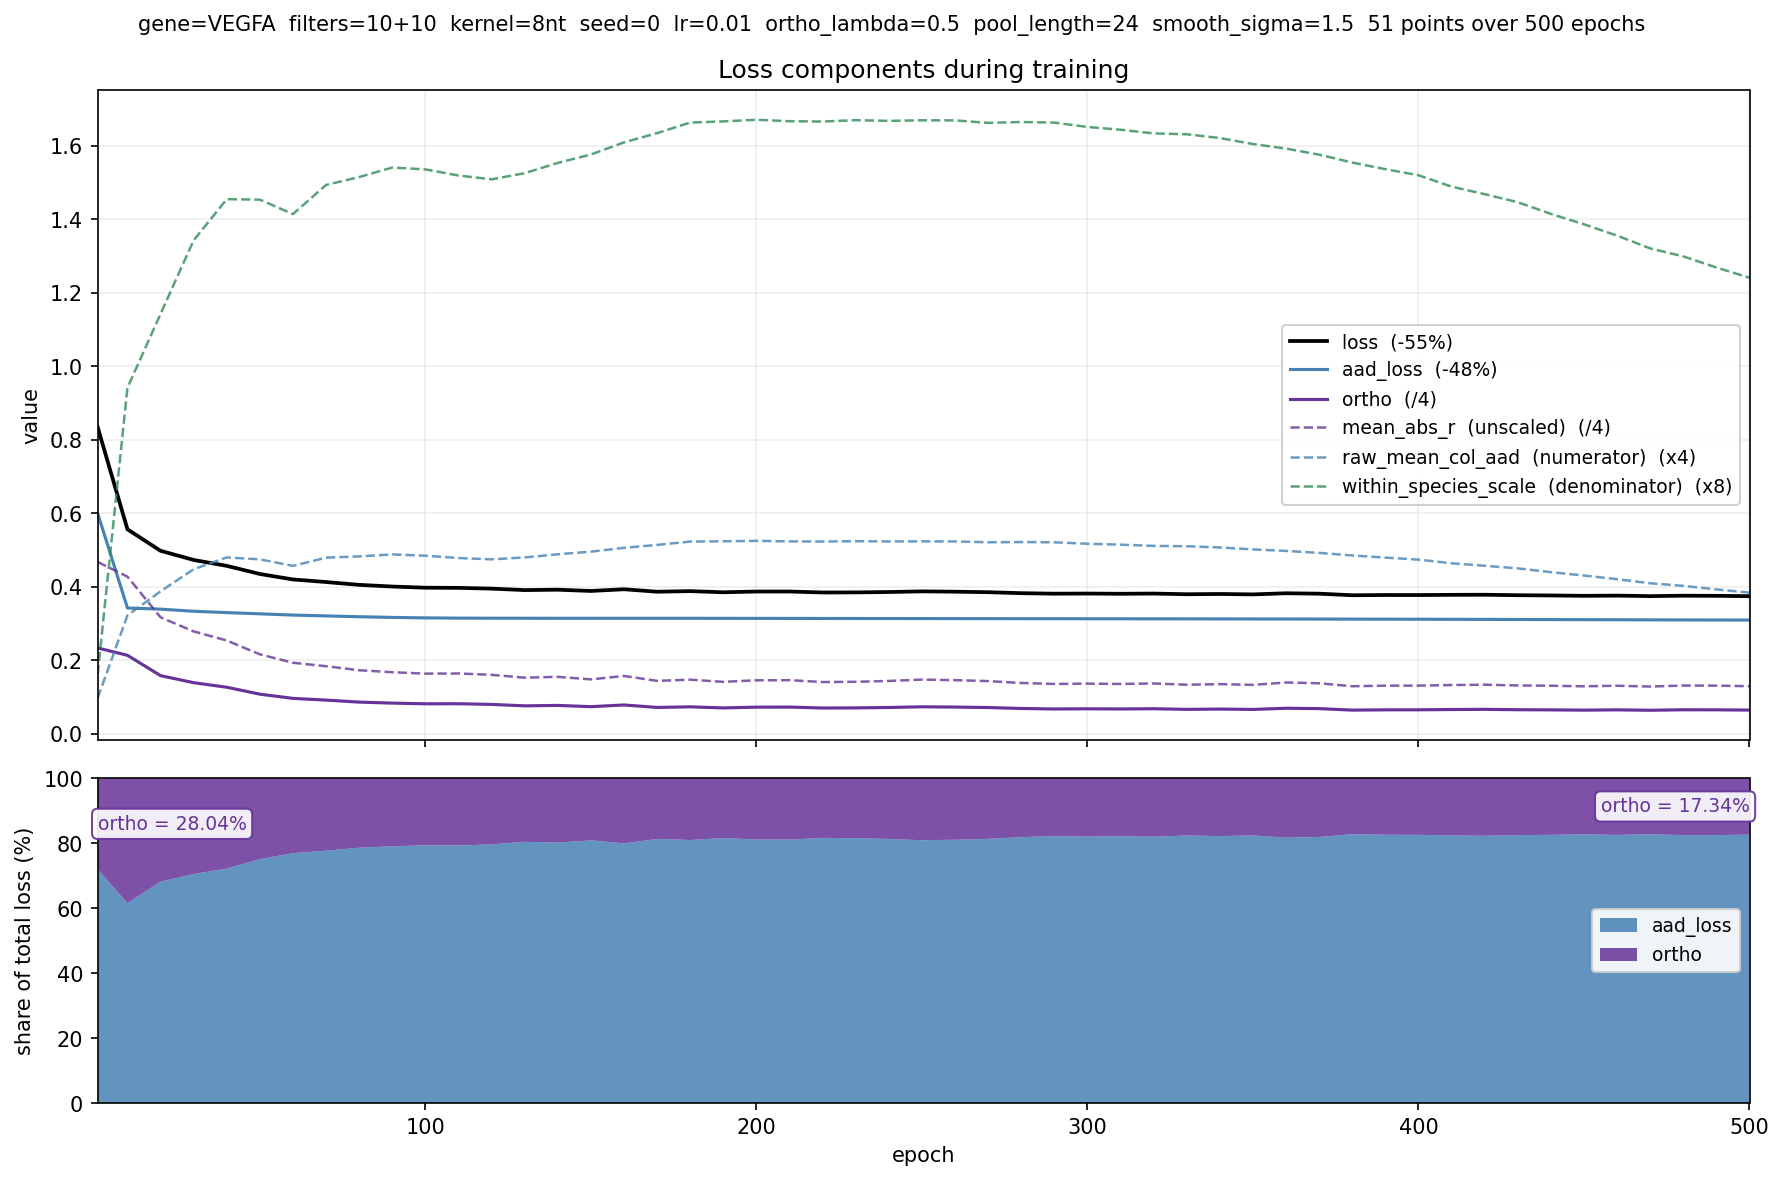 gene=VEGFA  filters=10+10  kernel=8nt  seed=0  lr=0.01  ortho_lambda=0.5  pool_length=24  smooth_sigma=1.5  51 points over 500 epochs
Loss components during training
value
1.6
1.4
1.2
1.0
0.8
0.6
0.4
0.2
0.0
loss  (-55%)
aad_loss  (-48%)
ortho  (/4)
mean_abs_r  (unscaled)  (/4)
raw_mean_col_aad  (numerator)  (x4)
within_species_scale  (denominator)  (x8)
share of total loss (%)
100
80
60
40
20
0
ortho = 28.04%
ortho = 17.34%
aad_loss
ortho
100
200
300
400
500
epoch